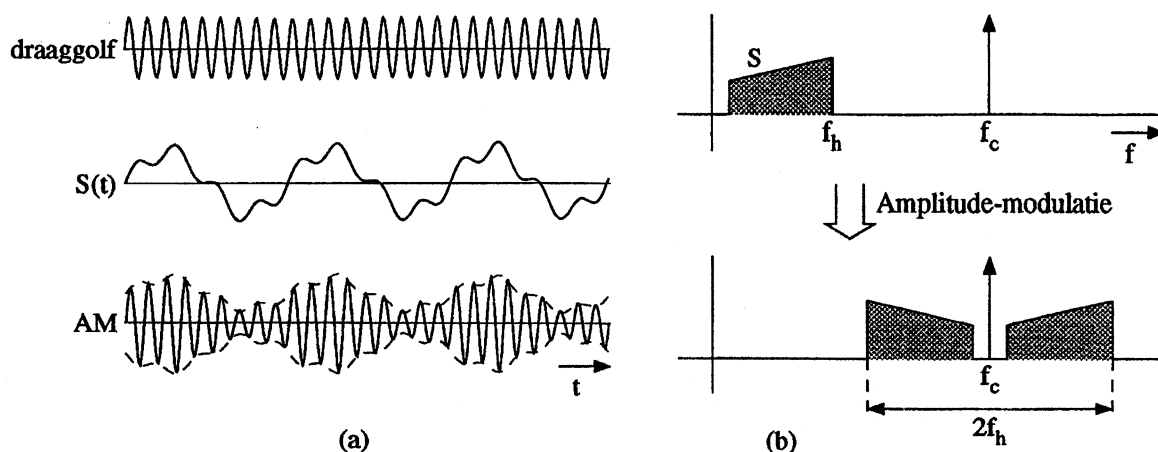 draaggolf
S(t)
AM
t
(a)
S
f_h
f_c
f
Amplitude-modulatie
f_c
2f_h
(b)